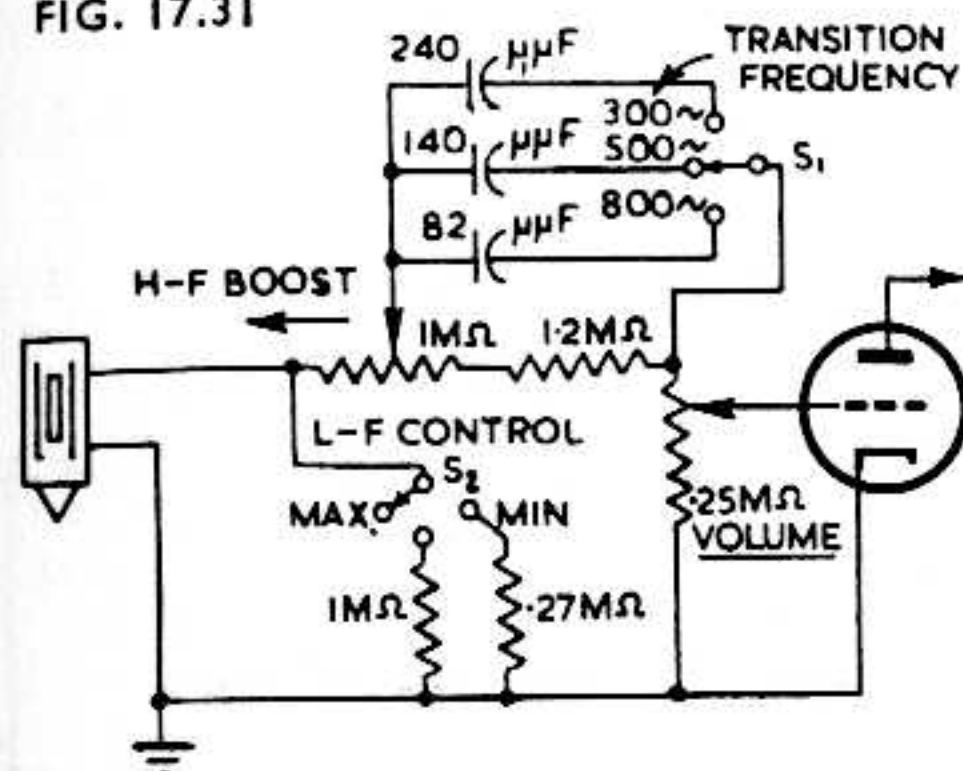 FIG. 17.31
240 μμF
TRANSITION
FREQUENCY
300~
140 μμF 500~ S₁
82 μμF 800~
H-F BOOST
1MΩ 1·2MΩ
L-F CONTROL
S₂
MAX. MIN
·25MΩ
VOLUME
1MΩ ·27MΩ